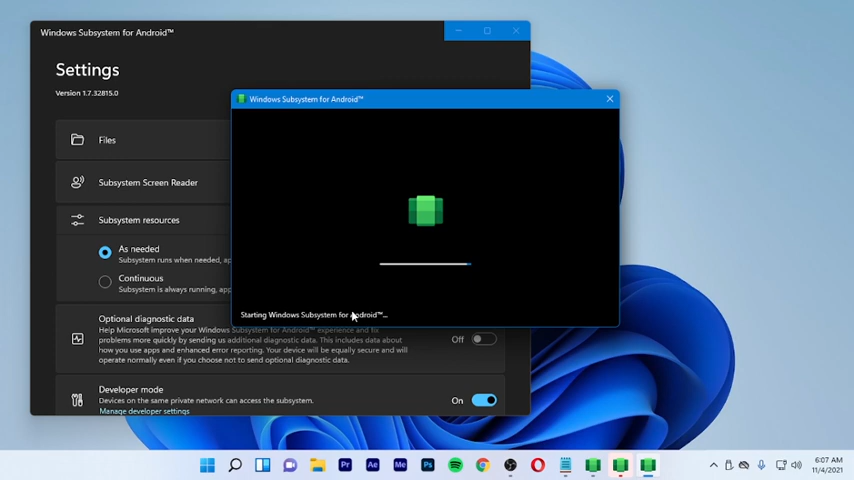 Windows Subsystem for Android™
Settings
Version 1.7.32815.0
Files
Subsystem Screen Reader
Subsystem resources
As needed
Subsystem runs when needed, ap
Continuous
Subsystem is always running, app
Optional diagnostic data
Help Microsoft improve your Windows Subsystem for Android™ experience and fix
problems more quickly by sending us additional diagnostic data. This includes data about
how you use apps and enhanced error reporting. Your device will be equally secure and will
operate normally even if you choose not to send optional diagnostic data.
Off
Developer mode
Devices on the same private network can access the subsystem.
Manage developer settings
On
Windows Subsystem for Android™
Starting Windows Subsystem for Android™...
Pr
Ae
Me
Ps
6:07 AM
11/4/2021